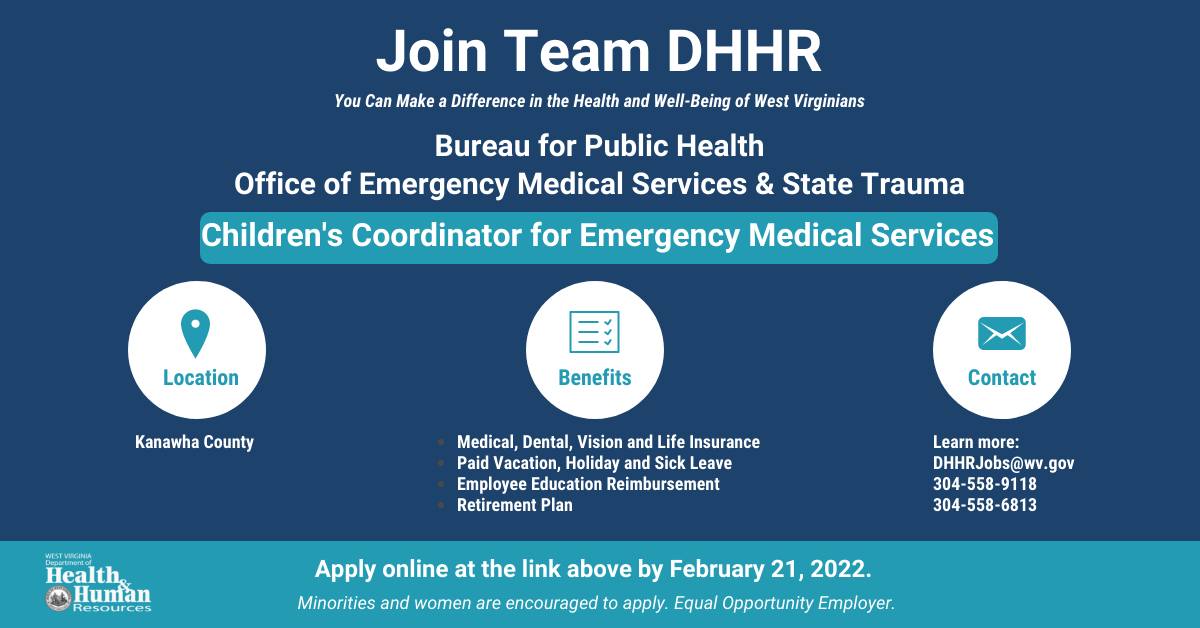 Join Team DHHR
You Can Make a Difference in the Health and Well-Being of West Virginians
Bureau for Public Health
Office of Emergency Medical Services & State Trauma
Children's Coordinator for Emergency Medical Services
Location
Kanawha County
Benefits
• Medical, Dental, Vision and Life Insurance
• Paid Vacation, Holiday and Sick Leave
• Employee Education Reimbursement
• Retirement Plan
Contact
Learn more:
DHHRJobs@wv.gov
304-558-9118
304-558-6813
WEST VIRGINIA
Department of
Health
& Human
Resources
Apply online at the link above by February 21, 2022.
Minorities and women are encouraged to apply. Equal Opportunity Employer.